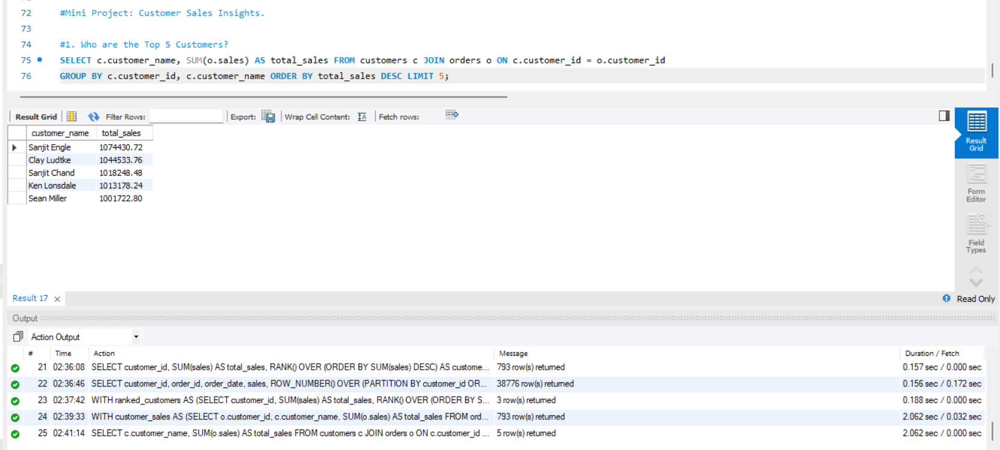 72 #Mini Project: Customer Sales Insights.
73
74 #1. Who are the Top 5 Customers?
75 SELECT c.customer_name, SUM(o.sales) AS total_sales FROM customers c JOIN orders o ON c.customer_id = o.customer_id
76 GROUP BY c.customer_id, c.customer_name ORDER BY total_sales DESC LIMIT 5;
Result Grid Filter Rows: Export: Wrap Cell Content: Fetch rows:
customer_name total_sales
Sanjit Engle 1074430.72
Clay Ludtke 1044533.76
Sanjit Chand 1018248.48
Ken Lonsdale 1013178.24
Sean Miller 1001722.80
Result
Grid
Form
Editor
Field
Types
Result 17 Read Only
Output
Action Output
# Time Action Message Duration / Fetch
21 02:36:08 SELECT customer_id, SUM(sales) AS total_sales, RANK() OVER (ORDER BY SUM(sales) DESC) AS custome... 793 row(s) returned 0.157 sec / 0.000 sec
22 02:36:46 SELECT customer_id, order_id, order_date, sales, ROW_NUMBER() OVER (PARTITION BY customer_id OR... 38776 row(s) returned 0.156 sec / 0.172 sec
23 02:37:42 WITH ranked_customers AS (SELECT customer_id, SUM(sales) AS total_sales, RANK() OVER (ORDER BY S... 3 row(s) returned 0.188 sec / 0.000 sec
24 02:39:33 WITH customer_sales AS (SELECT o.customer_id, c.customer_name, SUM(o.sales) AS total_sales FROM ord... 793 row(s) returned 2.062 sec / 0.032 sec
25 02:41:14 SELECT c.customer_name, SUM(o.sales) AS total_sales FROM customers c JOIN orders o ON c.customer_id ... 5 row(s) returned 2.062 sec / 0.000 sec